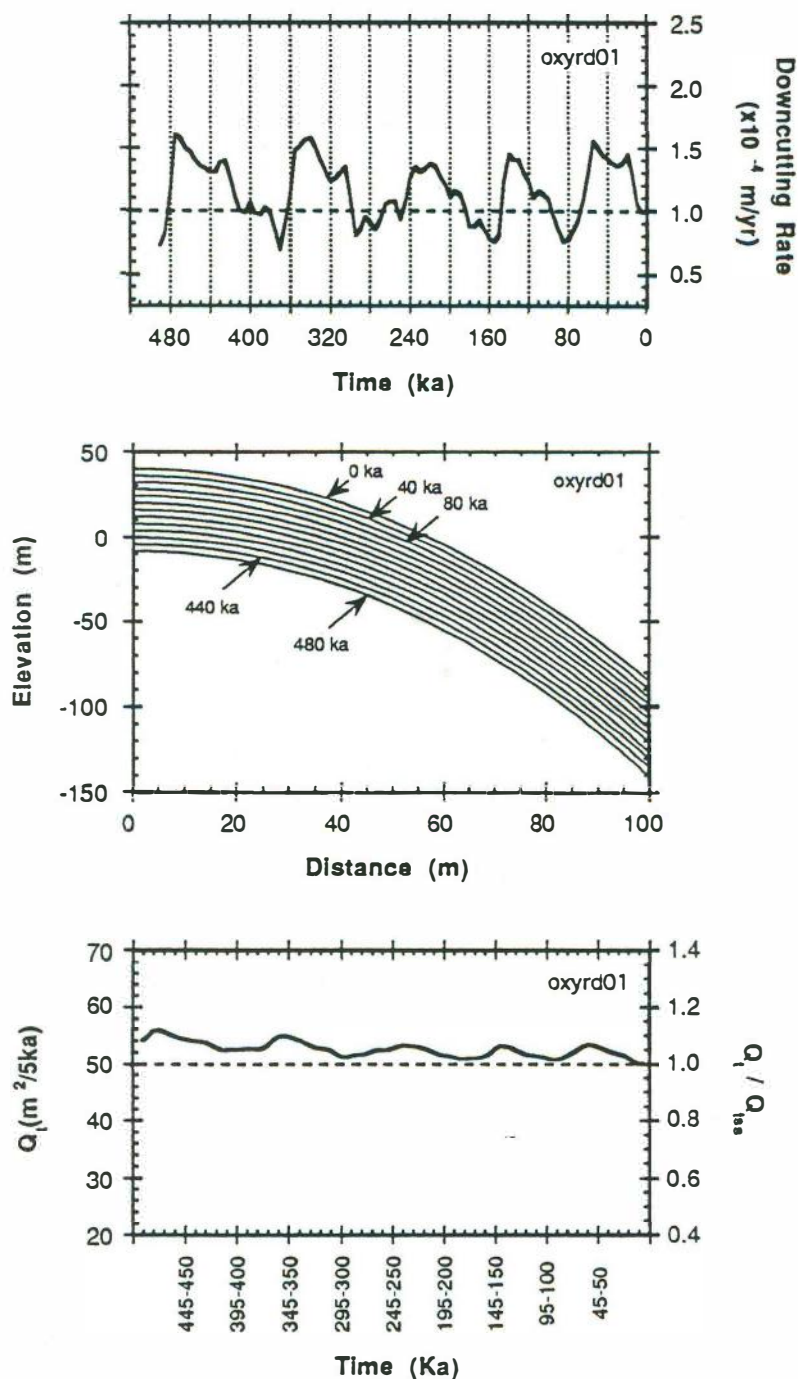 2.5
2.0
1.5
1.0
0.5
oxyrd01
Downcutting Rate
(x10 -4 m/yr)
480 400 320 240 160 80 0
Time (ka)
50
0
-50
-100
-150
Elevation (m)
0 ka
40 ka
80 ka
oxyrd01
440 ka
480 ka
0 20 40 60 80 100
Distance (m)
70
60
50
40
30
20
Qi(m 2/5ka)
oxyrd01
1.4
1.2
1.0
0.8
0.6
0.4
Qi / Qiss
445-450
395-400
345-350
295-300
245-250
195-200
145-150
95-100
45-50
Time (Ka)